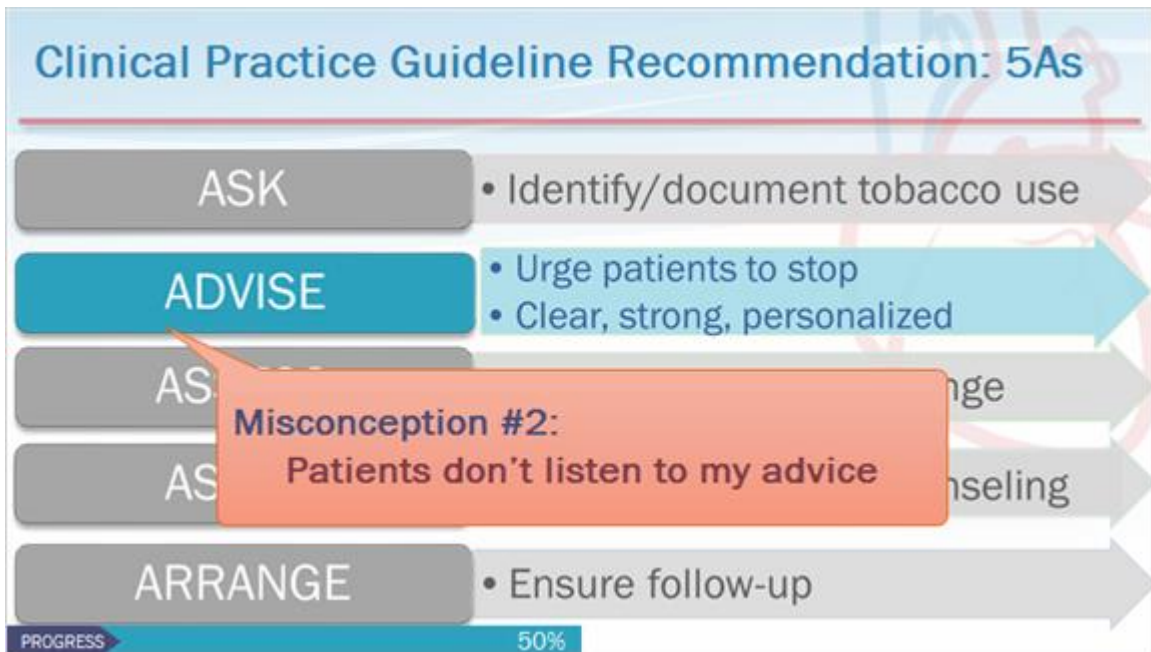 Clinical Practice Guideline Recommendation: 5As
ASK
• Identify/document tobacco use
ADVISE
• Urge patients to stop
• Clear, strong, personalized
Misconception #2:
Patients don't listen to my advice
ARRANGE
• Ensure follow-up
PROGRESS
50%